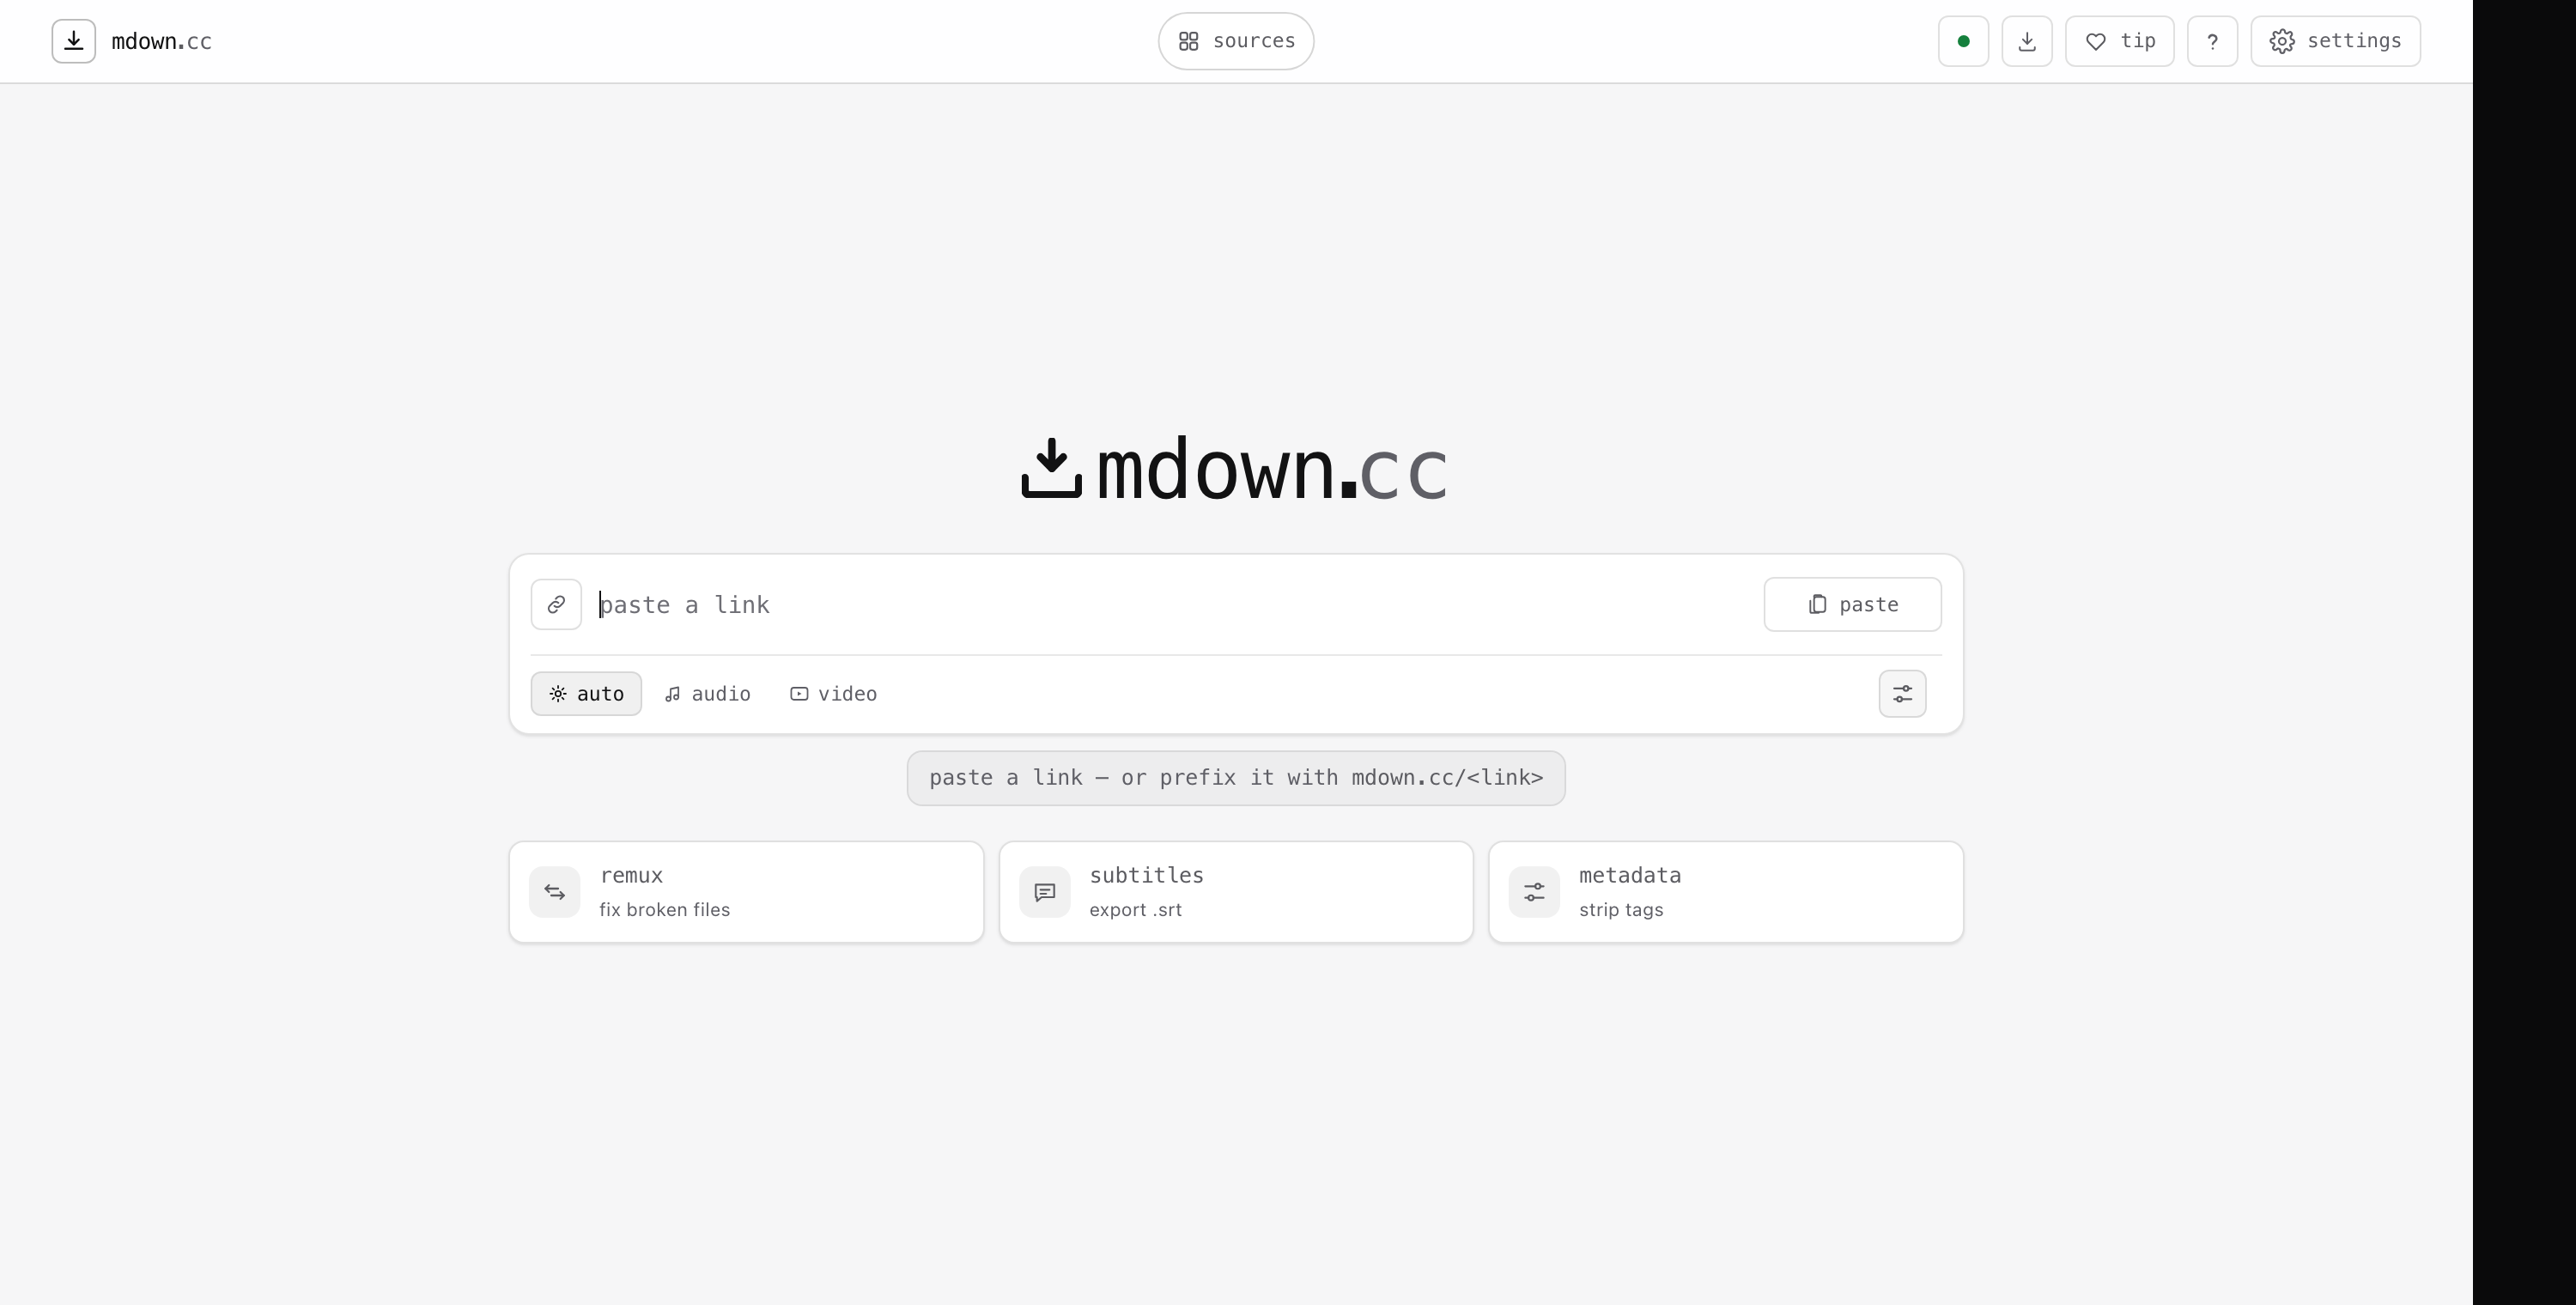 mdown.cc
sources
tip
?
settings
mdown.cc
paste a link
paste
auto
audio
video
paste a link — or prefix it with mdown.cc/<link>
remux
fix broken files
subtitles
export .srt
metadata
strip tags